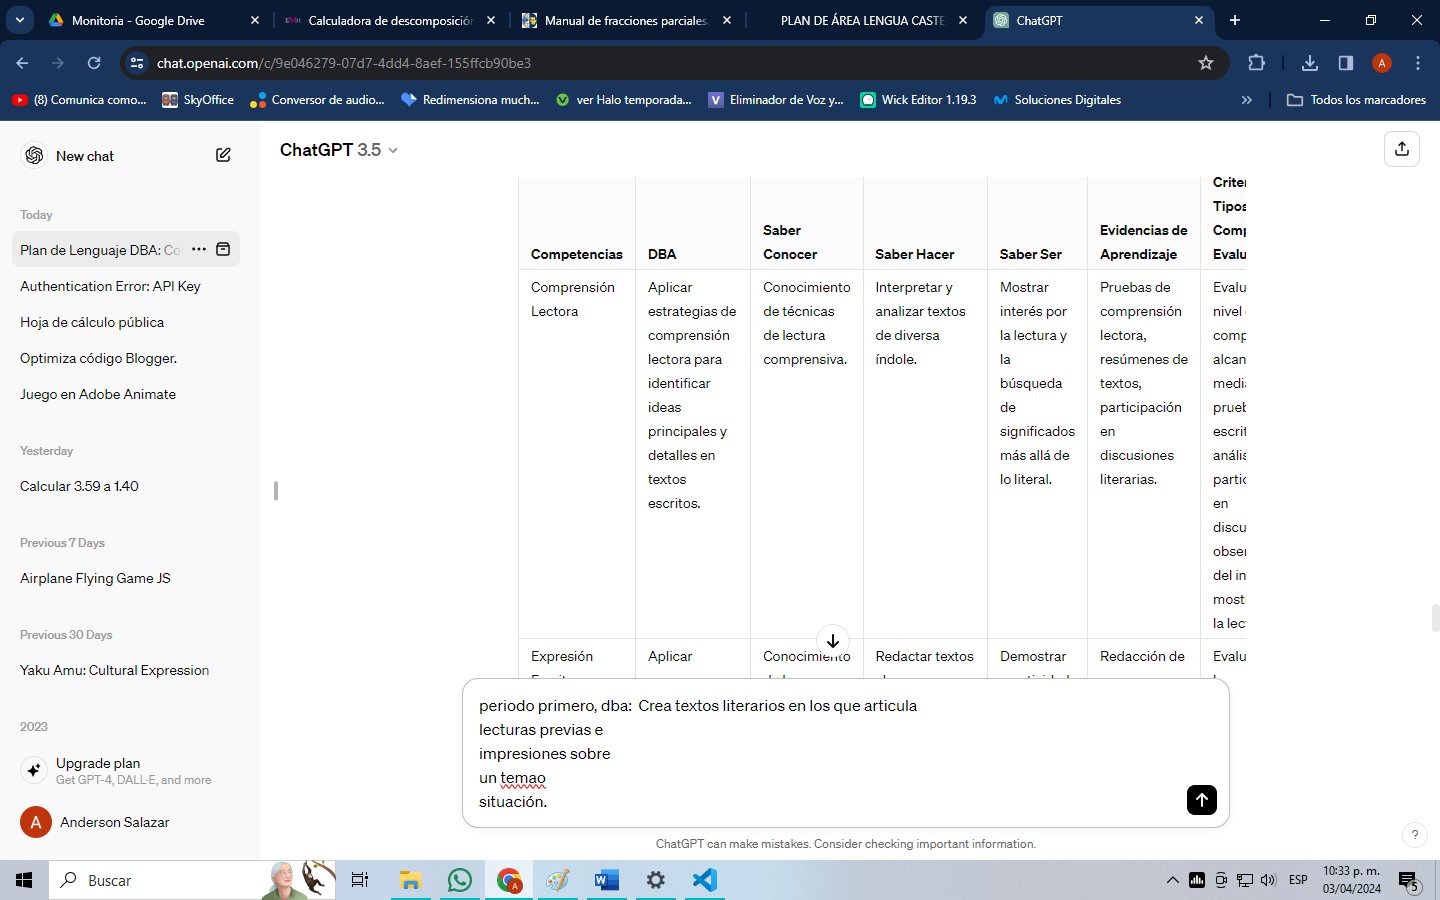 Monitoria - Google Drive
Calculadora de descomposición
Manual de fracciones parciales.
PLAN DE ÁREA LENGUA CASTE
ChatGPT
chat.openai.com/c/9e046279-07d7-4dd4-8aef-155ffcb90be3
A
(8) Comunica como...
SkyOffice
Conversor de audio...
Redimensiona much...
ver Halo temporada...
V
Eliminador de Voz y...
Wick Editor 1.19.3
Soluciones Digitales
»
Todos los marcadores
New chat
Today
Plan de Lenguaje DBA: Co
Authentication Error: API Key
Hoja de cálculo pública
Optimiza código Blogger.
Juego en Adobe Animate
Yesterday
Calcular 3.59 a 1.40
Previous 7 Days
Airplane Flying Game JS
Previous 30 Days
Yaku Amu: Cultural Expression
2023
Upgrade plan
Get GPT-4, DALL·E, and more
A
Anderson Salazar
ChatGPT 3.5
Competencias
DBA
Saber
Conocer
Saber Hacer
Saber Ser
Evidencias de
Aprendizaje
Criter
Tipos
Comp
Evalu
Comprensión
Lectora
Aplicar
estrategias de
comprensión
lectora para
identificar
ideas
principales y
detalles en
textos
escritos.
Conocimiento
de técnicas
de lectura
comprensiva.
Interpretar y
analizar textos
de diversa
índole.
Mostrar
interés por
la lectura y
la
búsqueda
de
significados
más allá de
lo literal.
Pruebas de
comprensión
lectora,
resúmenes de
textos,
participación
en
discusiones
literarias.
Evalu
nivel
comp
alcan
medi
prueb
escrit
anális
partic
en
discu
obser
del in
most
la lec
Expresión
Aplicar
Conocimiento
Redactar textos
Demostrar
Redacción de
Evalu
periodo primero, dba: Crea textos literarios en los que articula
lecturas previas e
impresiones sobre
un temao
situación.
ChatGPT can make mistakes. Consider checking important information.
?
Buscar
A
ESP
10:33 p. m.
03/04/2024
5